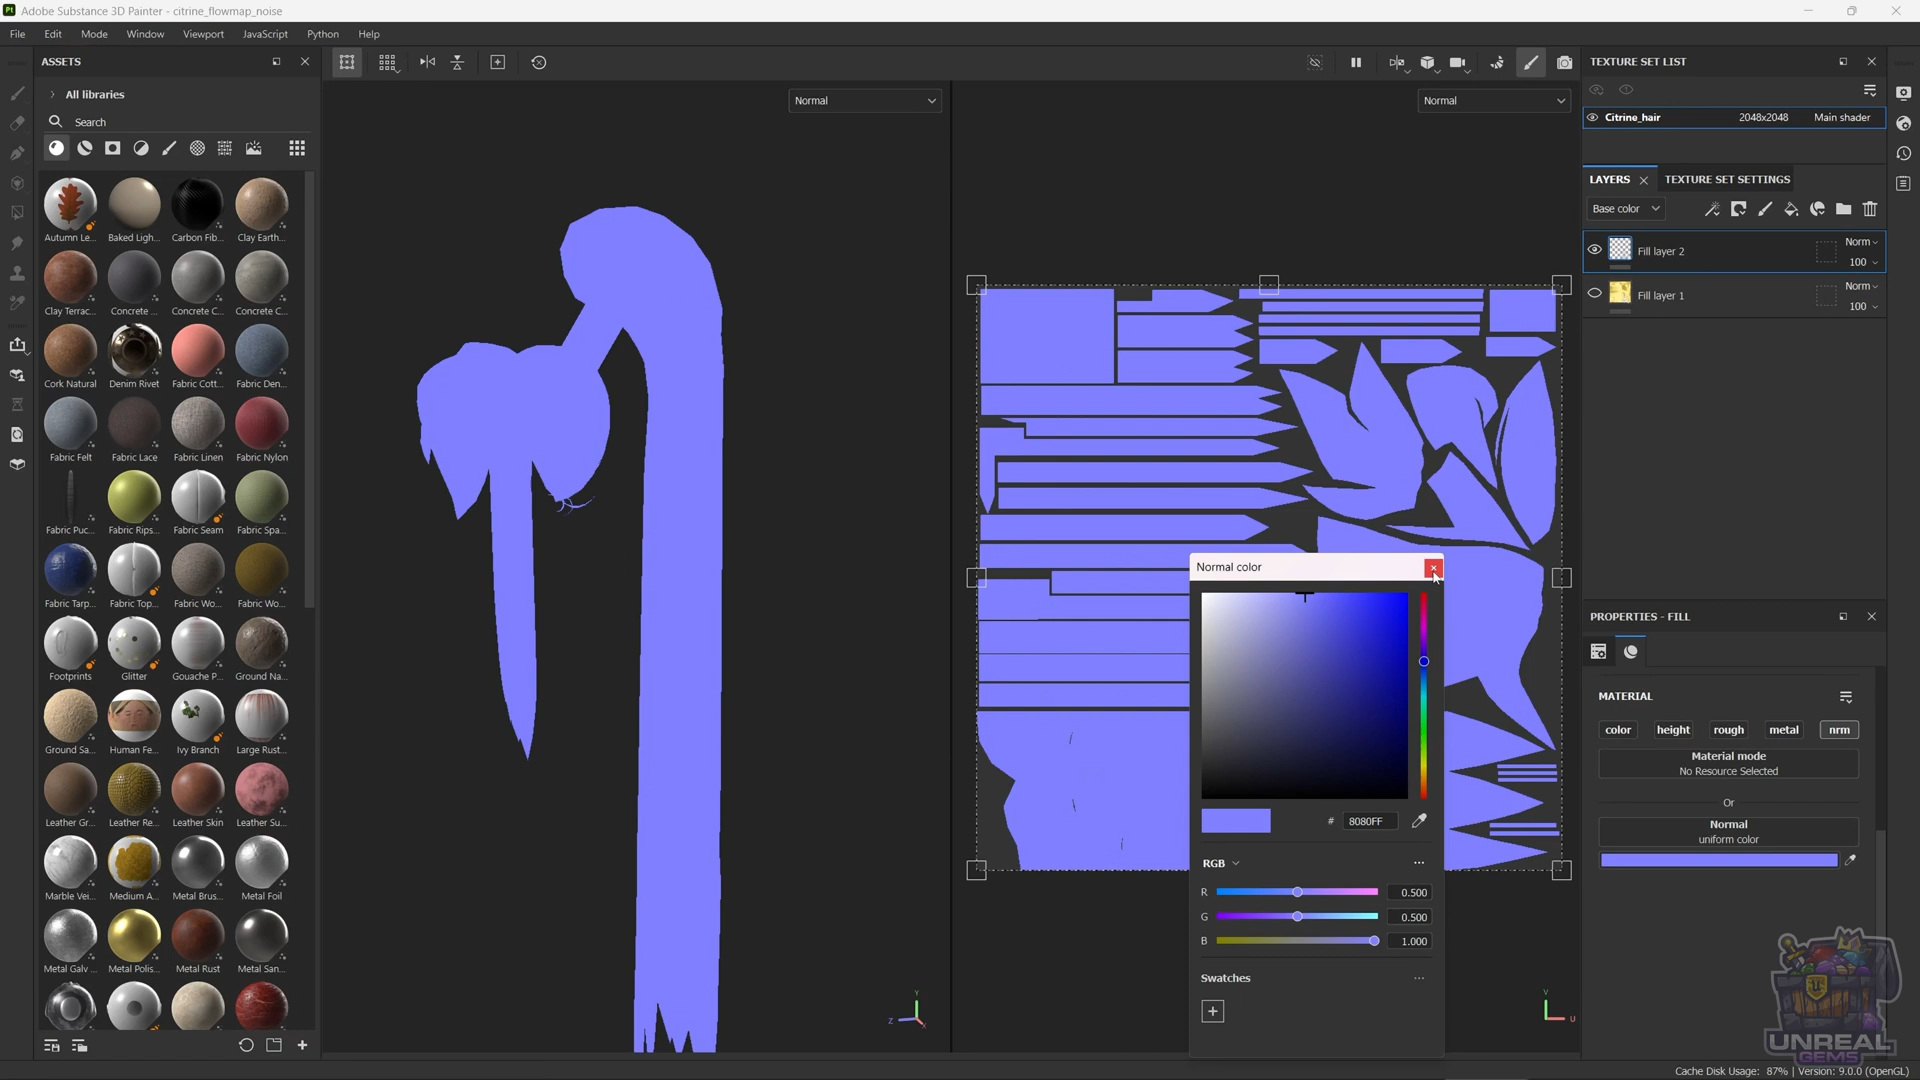 Adobe Substance 3D Painter - citrine_flowmap_noise
File Edit Mode Window Viewport JavaScript Python Help
ASSETS
All libraries
Search
Autumn Le... Baked Ligh... Carbon Fib... Clay Earth...
Clay Terrac... Concrete ... Concrete C... Concrete C...
Cork Natural Denim Rivet Fabric Cott... Fabric Den...
Fabric Felt Fabric Lace Fabric Linen Fabric Nylon
Fabric Puc... Fabric Rips... Fabric Seam Fabric Spa...
Fabric Tarp... Fabric Top... Fabric Wo... Fabric Wo...
Footprints Glitter Gouache P... Ground Na...
Ground Sa... Human Fe... Ivy Branch Large Rust...
Leather Gr... Leather Re... Leather Skin Leather Su...
Marble Vei... Medium A... Metal Brus... Metal Foil
Metal Galv ... Metal Polis... Metal Rust Metal San...
Normal
Y
Z
X
Normal
V
U
Normal color
# 8080FF
RGB
R 0.500
G 0.500
B 1.000
Swatches
TEXTURE SET LIST
Citrine_hair 2048x2048 Main shader
LAYERS TEXTURE SET SETTINGS
Base color
Fill layer 2 Norm
100
Fill layer 1 Norm
100
PROPERTIES - FILL
MATERIAL
color height rough metal nrm
Material mode
No Resource Selected
Or
Normal
uniform color
UNREAL
GEMS
Cache Disk Usage: 87% | Version: 9.0.0 (OpenGL)